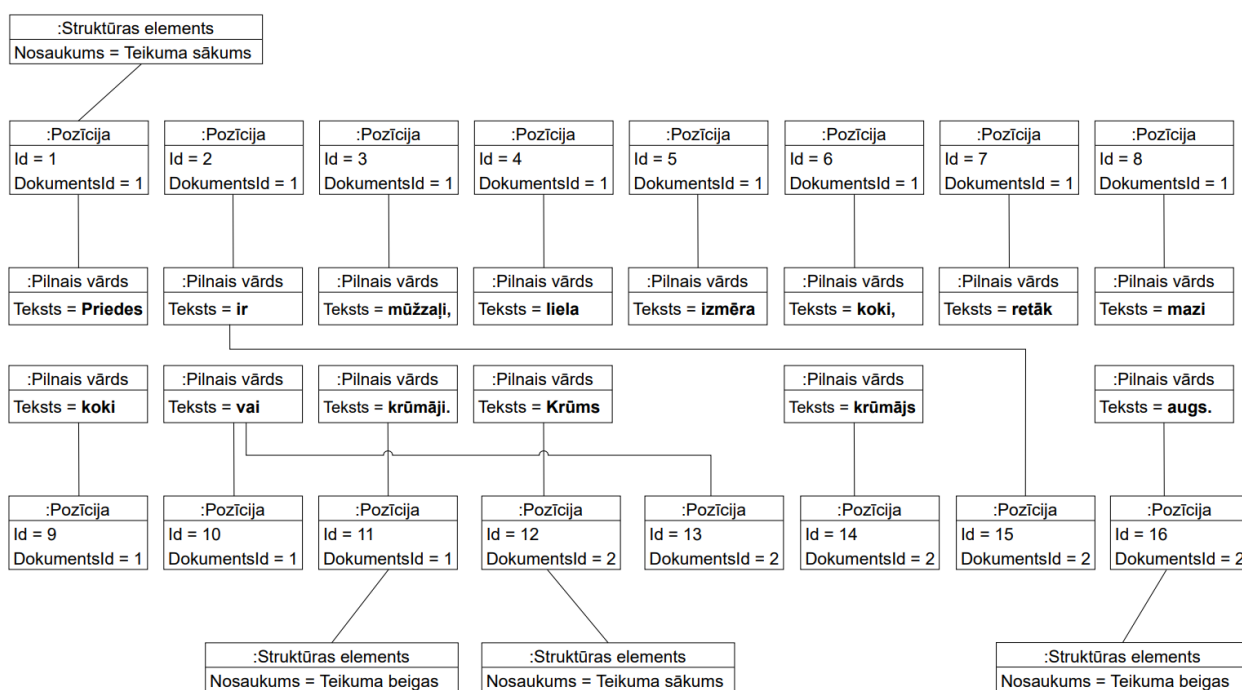 :Struktūras elements
Nosaukums = Teikuma sākums
:Pozīcija
Id = 1
DokumentsId = 1
:Pozīcija
Id = 2
DokumentsId = 1
:Pozīcija
Id = 3
DokumentsId = 1
:Pozīcija
Id = 4
DokumentsId = 1
:Pozīcija
Id = 5
DokumentsId = 1
:Pozīcija
Id = 6
DokumentsId = 1
:Pozīcija
Id = 7
DokumentsId = 1
:Pozīcija
Id = 8
DokumentsId = 1
:Pilnais vārds
Teksts = Priedes
:Pilnais vārds
Teksts = ir
:Pilnais vārds
Teksts = mūžzaļi,
:Pilnais vārds
Teksts = liela
:Pilnais vārds
Teksts = izmēra
:Pilnais vārds
Teksts = koki,
:Pilnais vārds
Teksts = retāk
:Pilnais vārds
Teksts = mazi
:Pilnais vārds
Teksts = koki
:Pilnais vārds
Teksts = vai
:Pilnais vārds
Teksts = krūmāji.
:Pilnais vārds
Teksts = Krūms
:Pilnais vārds
Teksts = krūmājs
:Pilnais vārds
Teksts = augs.
:Pozīcija
Id = 9
DokumentsId = 1
:Pozīcija
Id = 10
DokumentsId = 1
:Pozīcija
Id = 11
DokumentsId = 1
:Pozīcija
Id = 12
DokumentsId = 2
:Pozīcija
Id = 13
DokumentsId = 2
:Pozīcija
Id = 14
DokumentsId = 2
:Pozīcija
Id = 15
DokumentsId = 2
:Pozīcija
Id = 16
DokumentsId = 2
:Struktūras elements
Nosaukums = Teikuma beigas
:Struktūras elements
Nosaukums = Teikuma sākums
:Struktūras elements
Nosaukums = Teikuma beigas